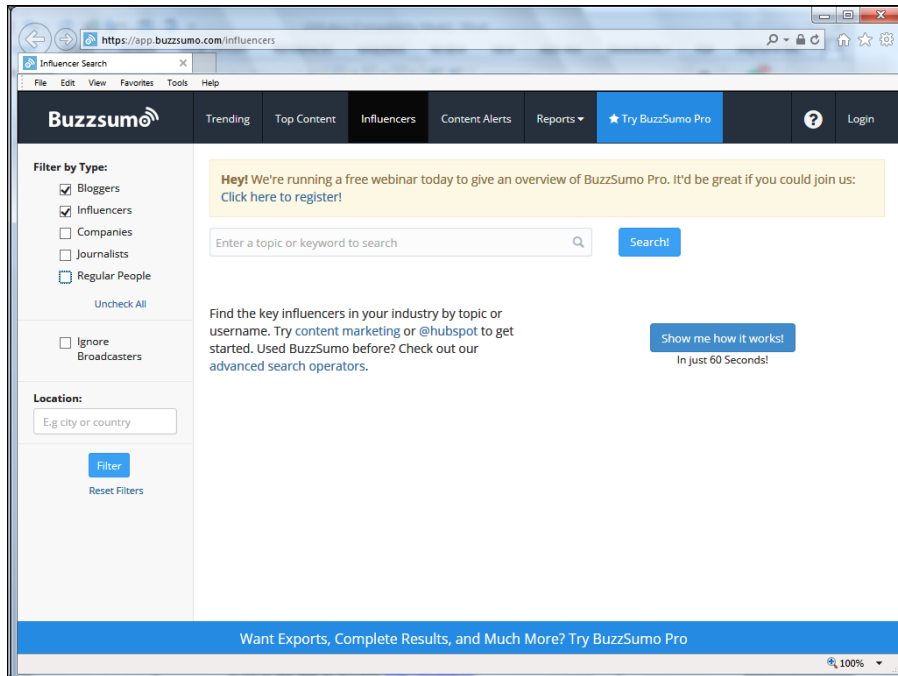 https://app.buzzsumo.com/influencers
Influencer Search
File Edit View Favorites Tools Help
Buzzsumo
Trending
Top Content
Influencers
Content Alerts
Reports
Try BuzzSumo Pro
?
Login
Filter by Type:
Bloggers
Influencers
Companies
Journalists
Regular People
Uncheck All
Ignore
Broadcasters
Location:
E.g city or country
Filter
Reset Filters
Hey! We're running a free webinar today to give an overview of BuzzSumo Pro. It'd be great if you could join us:
Click here to register!
Enter a topic or keyword to search
Search!
Find the key influencers in your industry by topic or
username. Try content marketing or @hubspot to get
started. Used BuzzSumo before? Check out our
advanced search operators.
Show me how it works!
In just 60 Seconds!
Want Exports, Complete Results, and Much More? Try BuzzSumo Pro
100%